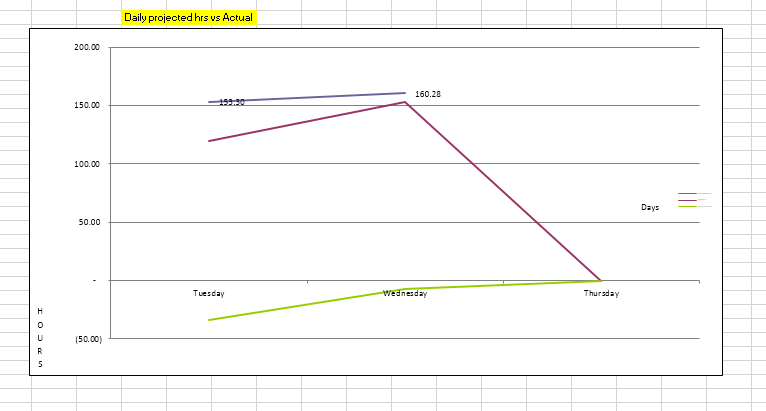 Daily projected hrs vs Actual
200.00
153.30
160.28
150.00
100.00
50.00
Days
-
Tuesday
Wednesday
Thursday
(50.00)
H
O
U
R
S